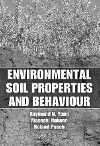 ENVIRONMENTAL
SOIL PROPERTIES
AND BEHAVIOUR
Raymond N. Yong
Masashi Nakano
Roland Pusch